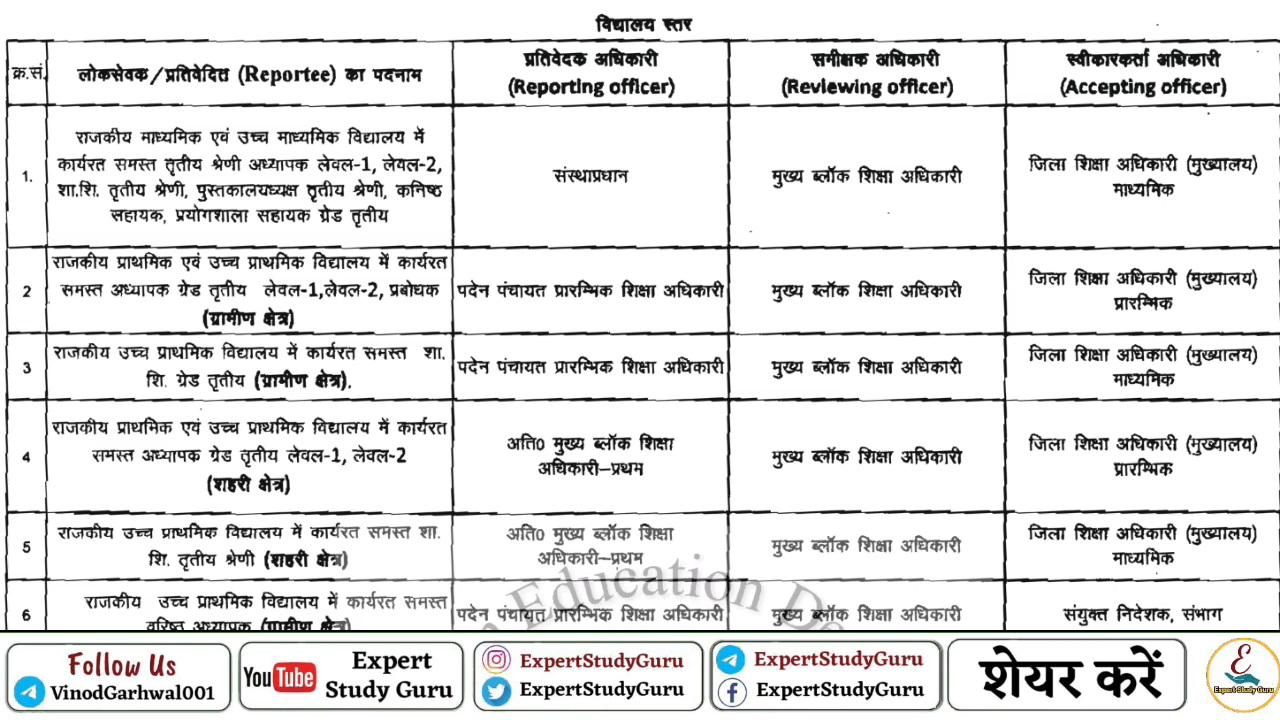 विद्यालय स्तर
क्र.सं.
लोकसेवक/प्रतिवेदित (Reportee) का पदनाम
प्रतिवेदक अधिकारी
(Reporting officer)
समीक्षक अधिकारी
(Reviewing officer)
स्वीकारकर्ता अधिकारी
(Accepting officer)
1.
राजकीय माध्यमिक एवं उच्च माध्यमिक विद्यालय में
कार्यरत समस्त तृतीय श्रेणी अध्यापक लेवल-1, लेवल-2,
शा.शि. तृतीय श्रेणी, पुस्तकालयध्यक्ष तृतीय श्रेणी, कनिष्ठ
सहायक, प्रयोगशाला सहायक ग्रेड तृतीय
संस्थाप्रधान
मुख्य ब्लॉक शिक्षा अधिकारी
जिला शिक्षा अधिकारी (मुख्यालय)
माध्यमिक
2
राजकीय प्राथमिक एवं उच्च प्राथमिक विद्यालय में कार्यरत
समस्त अध्यापक ग्रेड तृतीय लेवल-1,लेवल-2, प्रबोधक
(ग्रामीण क्षेत्र)
पदेन पंचायत प्रारम्भिक शिक्षा अधिकारी
मुख्य ब्लॉक शिक्षा अधिकारी
जिला शिक्षा अधिकारी (मुख्यालय)
प्रारम्भिक
3
राजकीय उच्च प्राथमिक विद्यालय में कार्यरत समस्त शा.
शि. ग्रेड तृतीय (ग्रामीण क्षेत्र).
पदेन पंचायत प्रारम्भिक शिक्षा अधिकारी
मुख्य ब्लॉक शिक्षा अधिकारी
जिला शिक्षा अधिकारी (मुख्यालय)
माध्यमिक
4
राजकीय प्राथमिक एवं उच्च प्राथमिक विद्यालय में कार्यरत
समस्त अध्यापक ग्रेड तृतीय लेवल-1, लेवल-2
(शहरी क्षेत्र)
अति0 मुख्य ब्लॉक शिक्षा
अधिकारी–प्रथम
मुख्य ब्लॉक शिक्षा अधिकारी
जिला शिक्षा अधिकारी (मुख्यालय)
प्रारम्भिक
5
राजकीय उच्च प्राथमिक विद्यालय में कार्यरत समस्त शा.
शि. तृतीय श्रेणी (शहरी क्षेत्र)
अति0 मुख्य ब्लॉक शिक्षा
अधिकारी–प्रथम
मुख्य ब्लॉक शिक्षा अधिकारी
जिला शिक्षा अधिकारी (मुख्यालय)
माध्यमिक
6
राजकीय उच्च प्राथमिक विद्यालय में कार्यरत समस्त
वरिष्ठ अध्यापक (ग्रामीण क्षेत्र)
पदेन पंचायत प्रारम्भिक शिक्षा अधिकारी
मुख्य ब्लॉक शिक्षा अधिकारी
संयुक्त निदेशक, संभाग
Education
Follow Us
VinodGarhwal001
YouTube
Expert
Study Guru
ExpertStudyGuru
ExpertStudyGuru
ExpertStudyGuru
ExpertStudyGuru
शेयर करें
E
Expert Study Guru